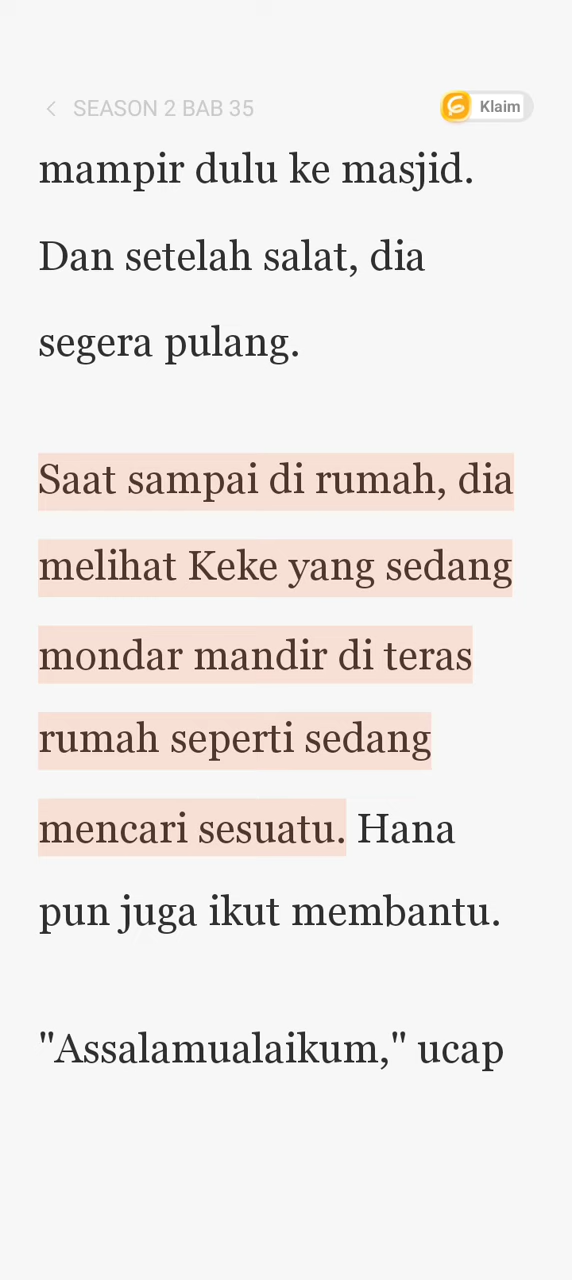 SEASON 2 BAB 35
Klaim
mampir dulu ke masjid.
Dan setelah salat, dia
segera pulang.
Saat sampai di rumah, dia
melihat Keke yang sedang
mondar mandir di teras
rumah seperti sedang
mencari sesuatu. Hana
pun juga ikut membantu.
"Assalamualaikum," ucap